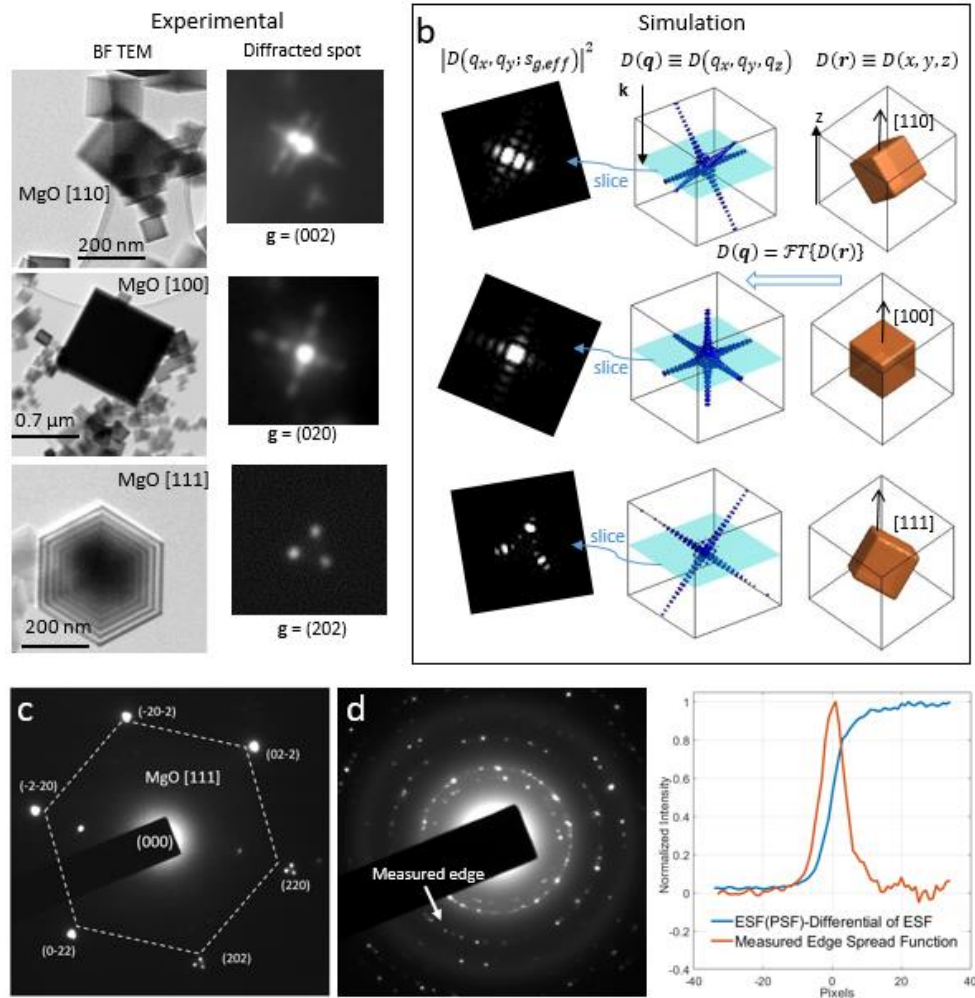 Experimental
BF TEM
Diffracted spot
MgO [110]
200 nm
g = (002)
MgO [100]
0.7 μm
g = (020)
MgO [111]
200 nm
g = (202)
b
Simulation
|D(qx, qy; sg,eff)|²
D(q) ≡ D(qx, qy, qz)
D(r) ≡ D(x, y, z)
k
slice
z
[110]
D(q) = ℱT{D(r)}
slice
[100]
slice
[111]
c
(-20-2)
(02-2)
MgO [111]
(-2-20)
(000)
(220)
(0-22)
(202)
d
Measured edge
Normalized Intensity
1
0.8
0.6
0.4
0.2
0
-0.2
-0.4
ESF(PSF)-Differential of ESF
Measured Edge Spread Function
-40 -20 0 20 40
Pixels